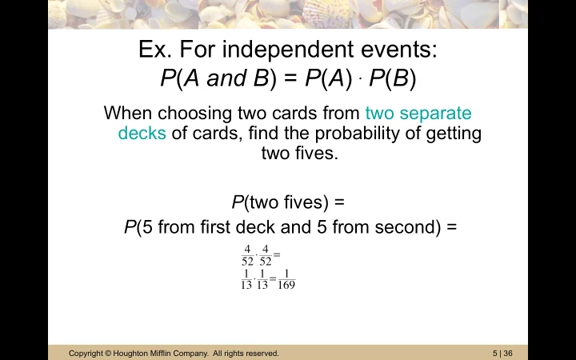 Ex. For independent events:
P(A and B) = P(A) · P(B)
When choosing two cards from two separate
decks of cards, find the probability of getting
two fives.
P(two fives) =
P(5 from first deck and 5 from second) =
4/52 · 4/52 =
1/13 · 1/13 = 1/169
Copyright © Houghton Mifflin Company. All rights reserved.
5 | 36